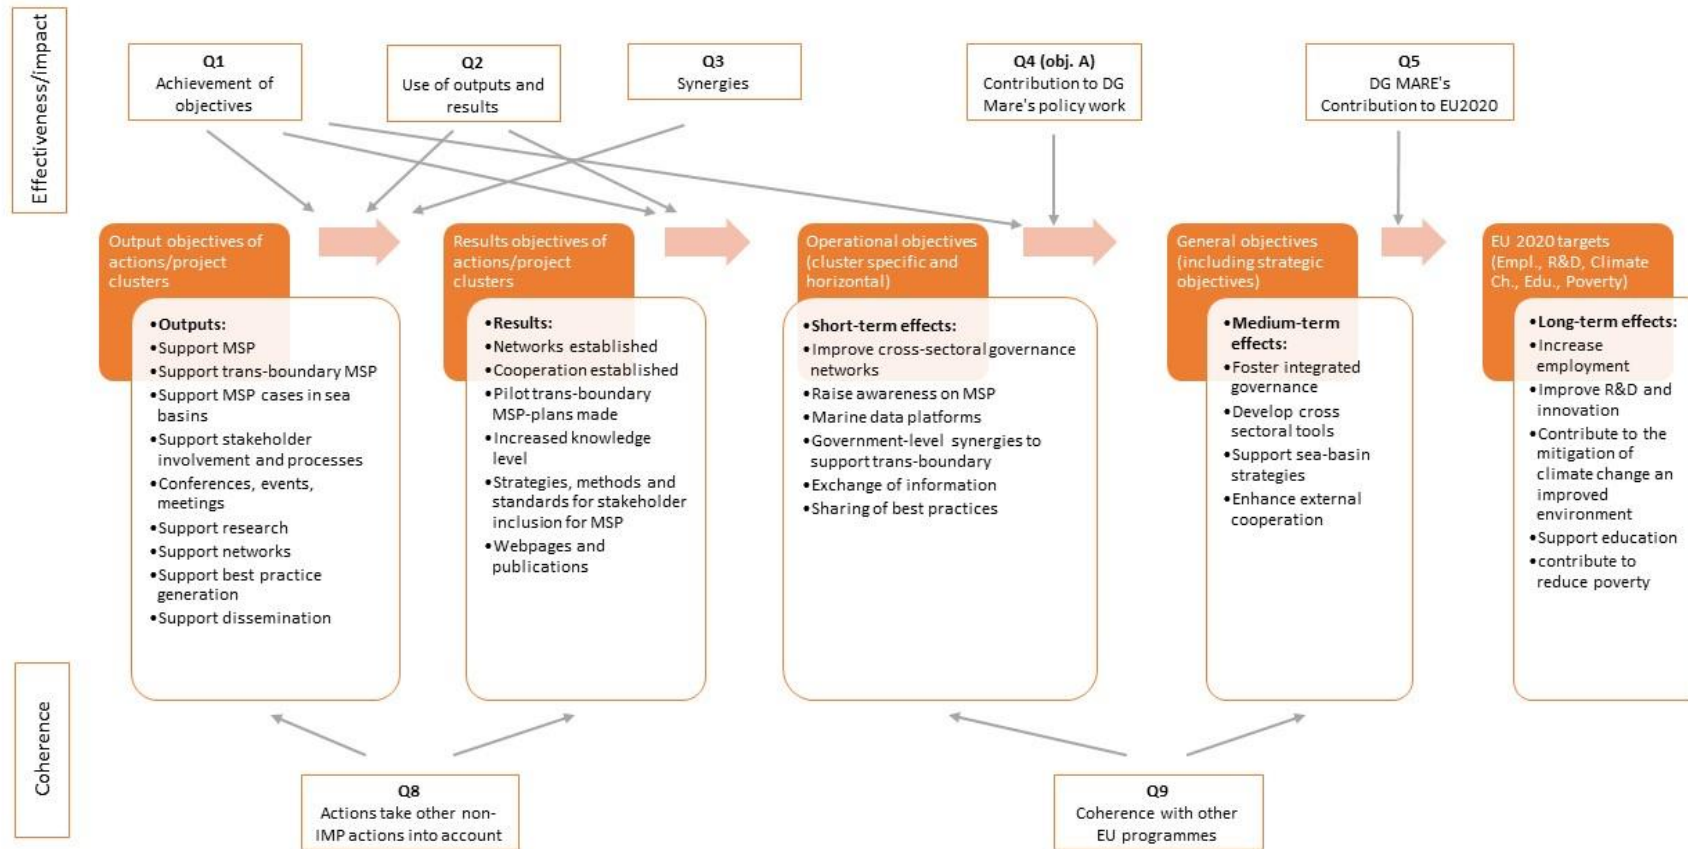 Effectiveness/impact
Q1
Achievement of
objectives
Q2
Use of outputs and
results
Q3
Synergies
Q4 (obj. A)
Contribution to DG
Mare's policy work
Q5
DG MARE's
Contribution to EU2020
Output objectives of
actions/project
clusters
•Outputs:
•Support MSP
•Support trans-boundary MSP
•Support MSP cases in sea
basins
•Support stakeholder
involvement and processes
•Conferences, events,
meetings
•Support research
•Support networks
•Support best practice
generation
•Support dissemination
Results objectives of
actions/project
clusters
•Results:
•Networks established
•Cooperation established
•Pilot trans-boundary
MSP-plans made
•Increased knowledge
level
•Strategies, methods and
standards for stakeholder
inclusion for MSP
•Webpages and
publications
Operational objectives
(cluster specific and
horizontal)
•Short-term effects:
•Improve cross-sectoral governance
networks
•Raise awareness on MSP
•Marine data platforms
•Government-level synergies to
support trans-boundary
•Exchange of information
•Sharing of best practices
General objectives
(including strategic
objectives)
•Medium-term
effects:
•Foster integrated
governance
•Develop cross
sectoral tools
•Support sea-basin
strategies
•Enhance external
cooperation
EU 2020 targets
(Empl., R&D, Climate
Ch., Edu., Poverty)
•Long-term effects:
•Increase
employment
•Improve R&D and
innovation
•Contribute to the
mitigation of
climate change an
improved
environment
•Support education
•contribute to
reduce poverty
Coherence
Q8
Actions take other non-
IMP actions into account
Q9
Coherence with other
EU programmes